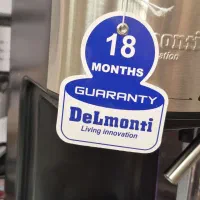 18
MONTHS
GUARANTY
DeLmonti
Living innovation